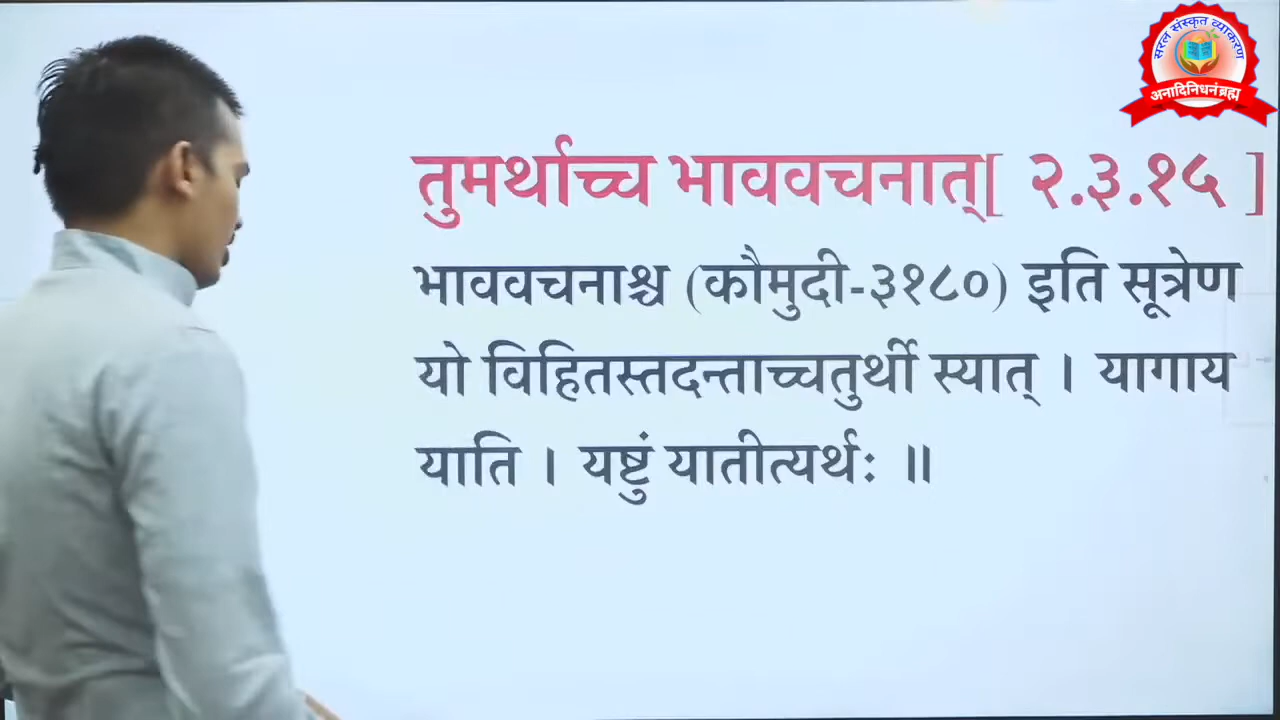 सरल संस्कृत व्याकरण
अनादिनिधनं ब्रह्म
तुमर्थाच्च भाववचनात्[ २.३.१५ ]
भाववचनाश्च (कौमुदी-३१८०) इति सूत्रेण
यो विहितस्तदन्ताच्चतुर्थी स्यात् । यागाय
याति । यष्टुं यातीत्यर्थः ॥